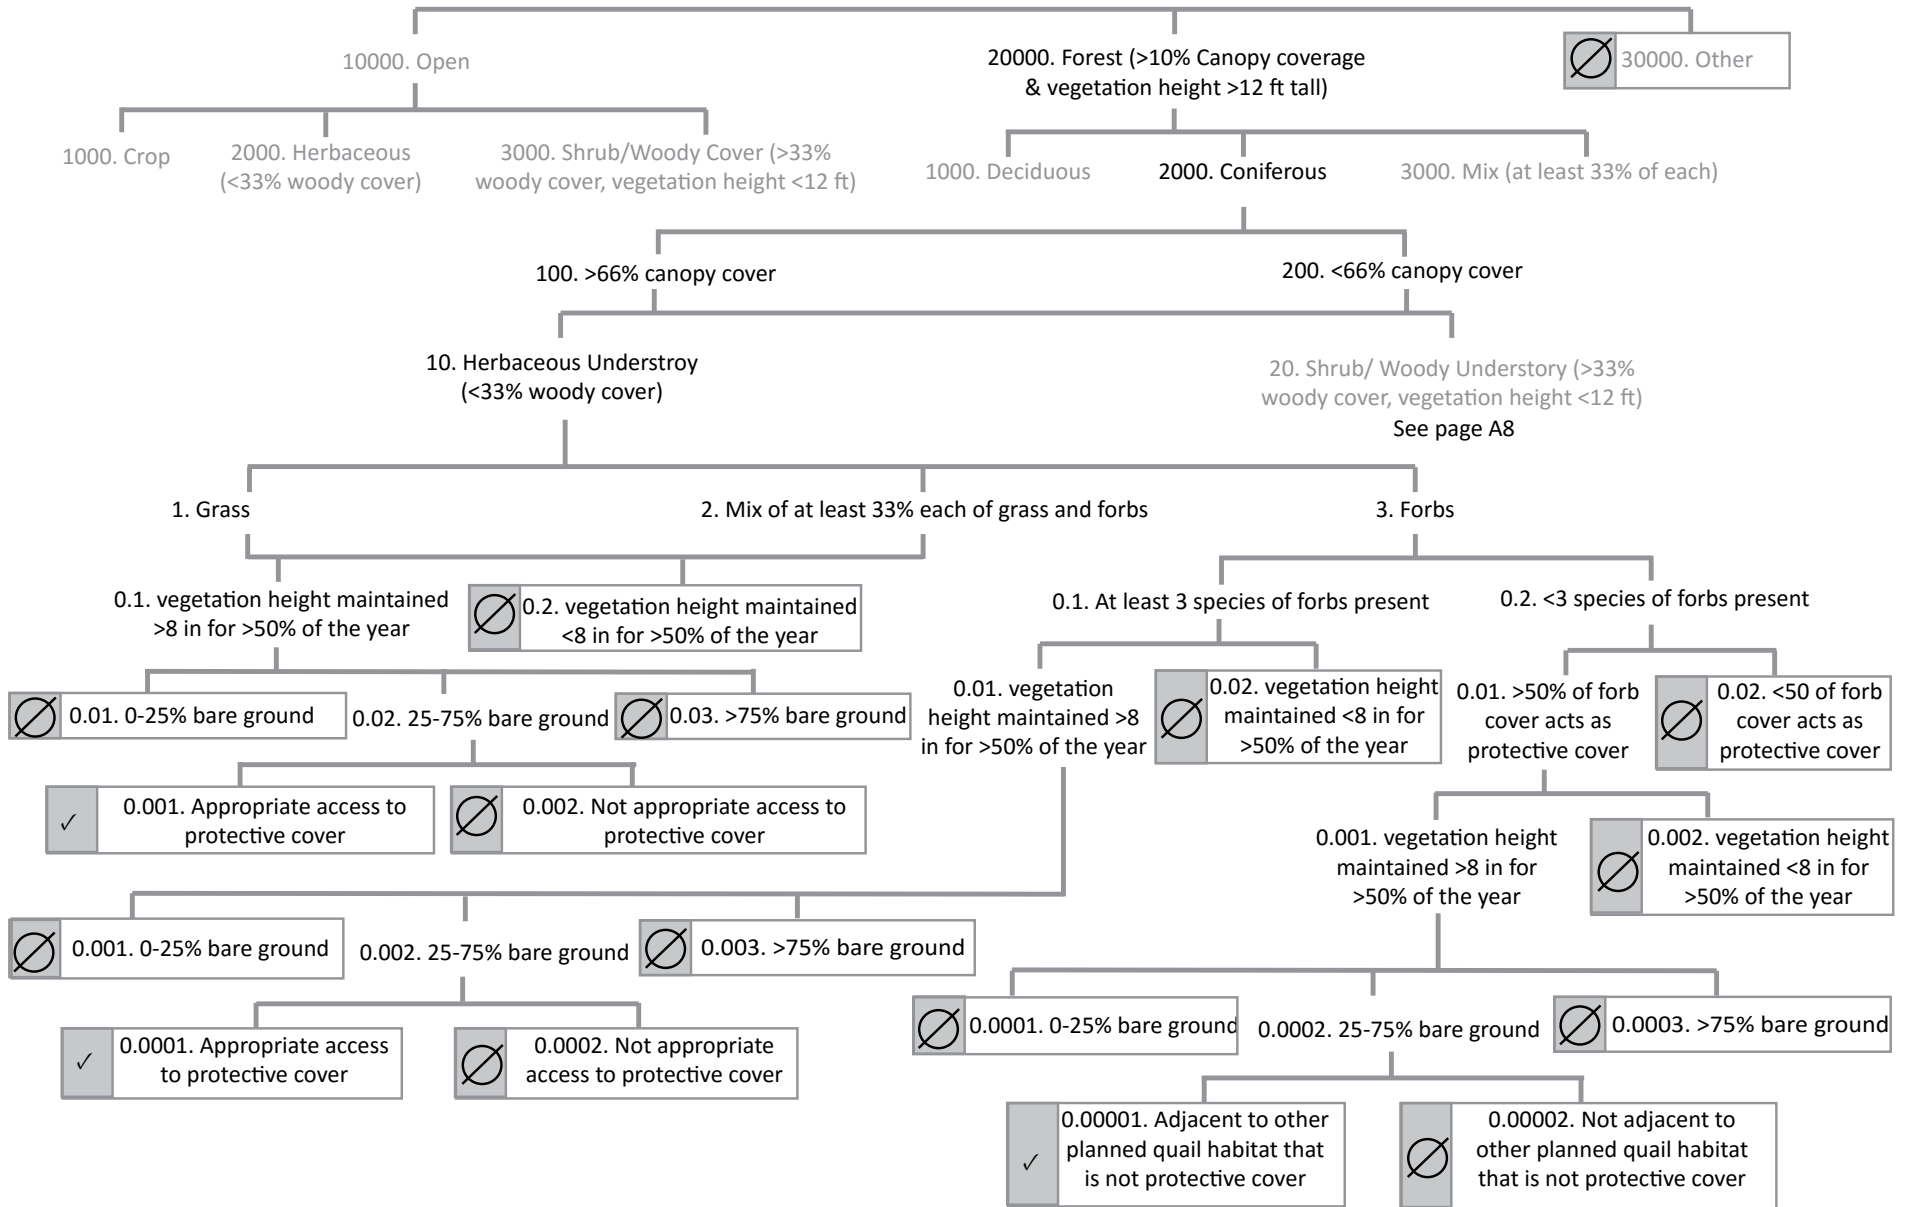 10000. Open
20000. Forest (>10% Canopy coverage
& vegetation height >12 ft tall)
30000. Other
1000. Crop
2000. Herbaceous
(<33% woody cover)
3000. Shrub/Woody Cover (>33%
woody cover, vegetation height <12 ft)
1000. Deciduous
2000. Coniferous
3000. Mix (at least 33% of each)
100. >66% canopy cover
200. <66% canopy cover
10. Herbaceous Understroy
(<33% woody cover)
20. Shrub/ Woody Understory (>33%
woody cover, vegetation height <12 ft)
See page A8
1. Grass
2. Mix of at least 33% each of grass and forbs
3. Forbs
0.1. vegetation height maintained
>8 in for >50% of the year
0.2. vegetation height maintained
<8 in for >50% of the year
0.1. At least 3 species of forbs present
0.2. <3 species of forbs present
0.01. 0-25% bare ground
0.02. 25-75% bare ground
0.03. >75% bare ground
0.01. vegetation
height maintained >8
in for >50% of the year
0.02. vegetation height
maintained <8 in for
>50% of the year
0.01. >50% of forb
cover acts as
protective cover
0.02. <50 of forb
cover acts as
protective cover
✓
0.001. Appropriate access to
protective cover
0.002. Not appropriate access to
protective cover
0.001. vegetation height
maintained >8 in for
>50% of the year
0.002. vegetation height
maintained <8 in for
>50% of the year
0.001. 0-25% bare ground
0.002. 25-75% bare ground
0.003. >75% bare ground
✓
0.0001. Appropriate access
to protective cover
0.0002. Not appropriate
access to protective cover
0.0001. 0-25% bare ground
0.0002. 25-75% bare ground
0.0003. >75% bare ground
✓
0.00001. Adjacent to other
planned quail habitat that
is not protective cover
0.00002. Not adjacent to
other planned quail habitat
that is not protective cover